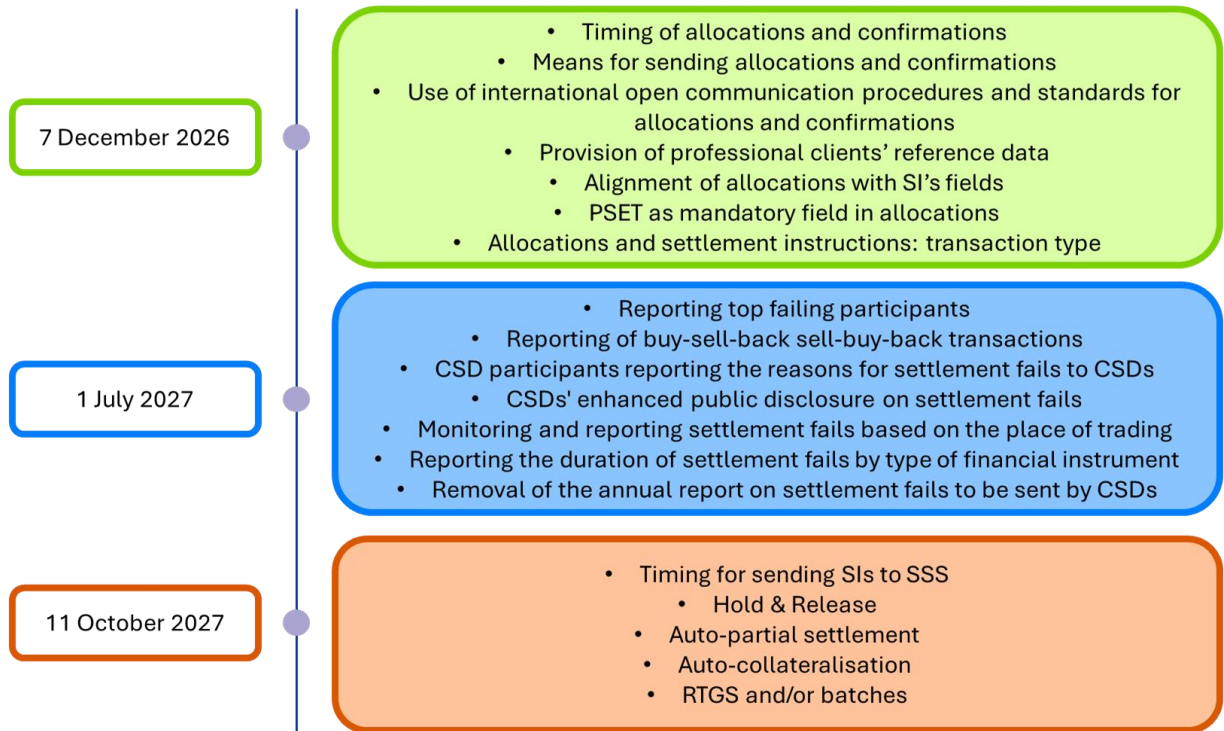 7 December 2026
• Timing of allocations and confirmations
• Means for sending allocations and confirmations
• Use of international open communication procedures and standards for
allocations and confirmations
• Provision of professional clients’ reference data
• Alignment of allocations with SI’s fields
• PSET as mandatory field in allocations
• Allocations and settlement instructions: transaction type
1 July 2027
• Reporting top failing participants
• Reporting of buy-sell-back sell-buy-back transactions
• CSD participants reporting the reasons for settlement fails to CSDs
• CSDs' enhanced public disclosure on settlement fails
• Monitoring and reporting settlement fails based on the place of trading
• Reporting the duration of settlement fails by type of financial instrument
• Removal of the annual report on settlement fails to be sent by CSDs
11 October 2027
• Timing for sending SIs to SSS
• Hold & Release
• Auto-partial settlement
• Auto-collateralisation
• RTGS and/or batches